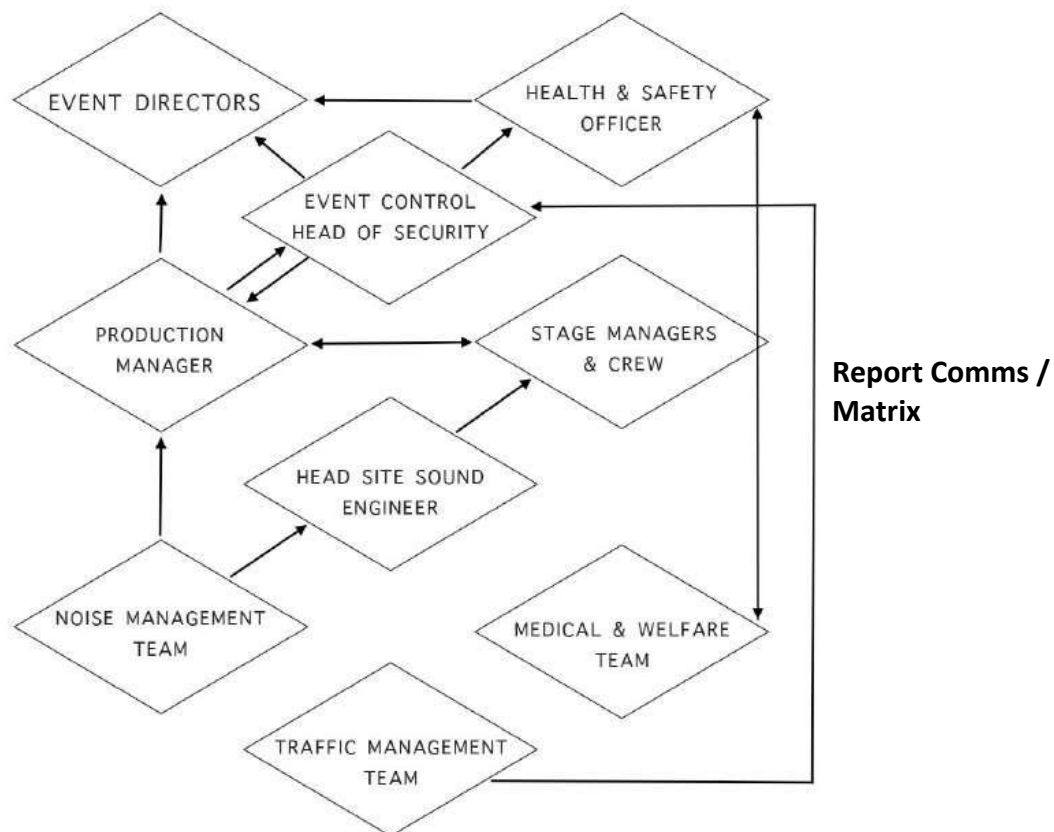 EVENT DIRECTORS
HEALTH & SAFETY
OFFICER
EVENT CONTROL
HEAD OF SECURITY
PRODUCTION
MANAGER
STAGE MANAGERS
& CREW
Report Comms /
Matrix
HEAD SITE SOUND
ENGINEER
NOISE MANAGEMENT
TEAM
MEDICAL & WELFARE
TEAM
TRAFFIC MANAGEMENT
TEAM